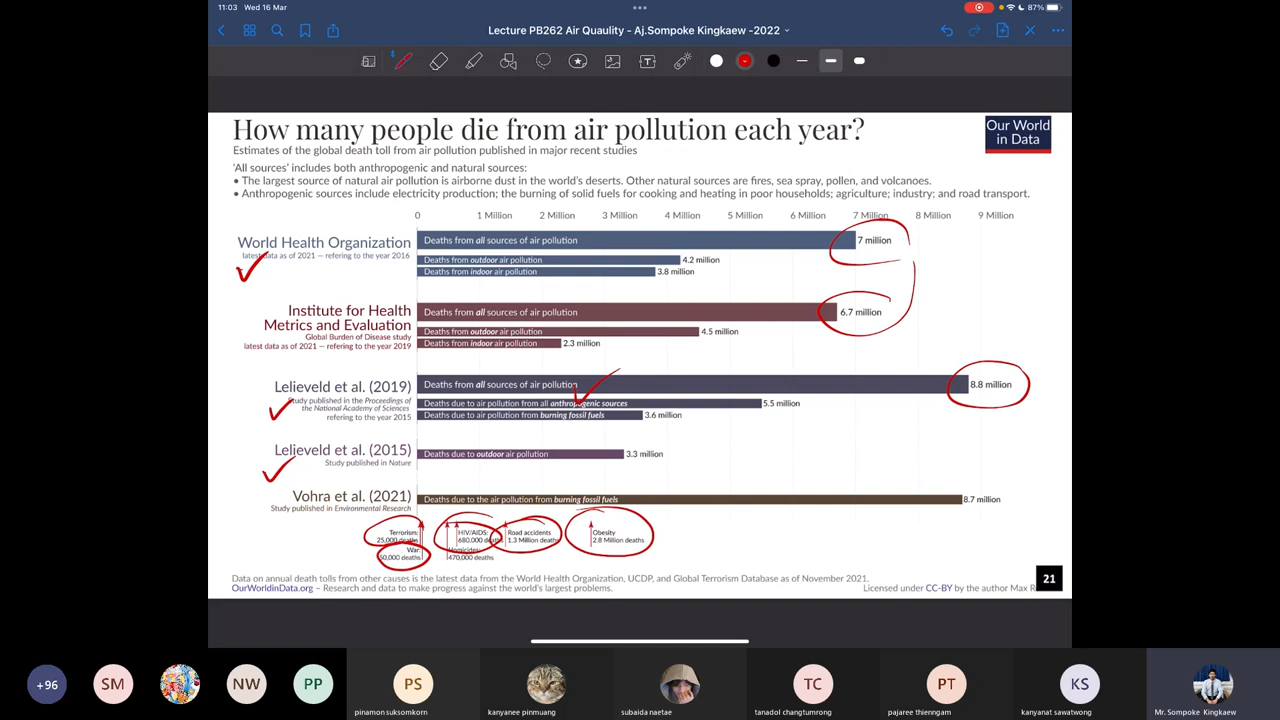 11:03 Wed 16 Mar
87%
Lecture PB262 Air Quaulity - Aj.Sompoke Kingkaew -2022
T
How many people die from air pollution each year?
Our World
in Data
Estimates of the global death toll from air pollution published in major recent studies
'All sources' includes both anthropogenic and natural sources:
• The largest source of natural air pollution is airborne dust in the world's deserts. Other natural sources are fires, sea spray, pollen, and volcanoes.
• Anthropogenic sources include electricity production; the burning of solid fuels for cooking and heating in poor households; agriculture; industry; and road transport.
0 1 Million 2 Million 3 Million 4 Million 5 Million 6 Million 7 Million 8 Million 9 Million
World Health Organization
latest data as of 2021 — refering to the year 2016
Deaths from all sources of air pollution 7 million
Deaths from outdoor air pollution 4.2 million
Deaths from indoor air pollution 3.8 million
Institute for Health
Metrics and Evaluation
Global Burden of Disease study
latest data as of 2021 — refering to the year 2019
Deaths from all sources of air pollution 6.7 million
Deaths from outdoor air pollution 4.5 million
Deaths from indoor air pollution 2.3 million
Lelieveld et al. (2019)
Study published in the Proceedings of
the National Academy of Sciences
refering to the year 2015
Deaths from all sources of air pollution 8.8 million
Deaths due to air pollution from all anthropogenic sources 5.5 million
Deaths due to air pollution from burning fossil fuels 3.6 million
Lelieveld et al. (2015)
Study published in Nature
Deaths due to outdoor air pollution 3.3 million
Vohra et al. (2021)
Study published in Environmental Research
Deaths due to the air pollution from burning fossil fuels 8.7 million
Terrorism:
25,000 deaths
War:
50,000 deaths
HIV/AIDS:
680,000 deaths
Homicides:
470,000 deaths
Road accidents
1.3 Million deaths
Obesity
2.8 Million deaths
Data on annual death tolls from other causes is the latest data from the World Health Organization, UCDP, and Global Terrorism Database as of November 2021.
OurWorldinData.org – Research and data to make progress against the world's largest problems.
Licensed under CC-BY by the author Max R
21
+96 SM NW PP PS TC PT KS
pinamon suksomkorn kanyanee pinmuang subaida naetae tanadol changtumrong pajaree thienngam kanyanat sawatwong Mr. Sompoke Kingkaew